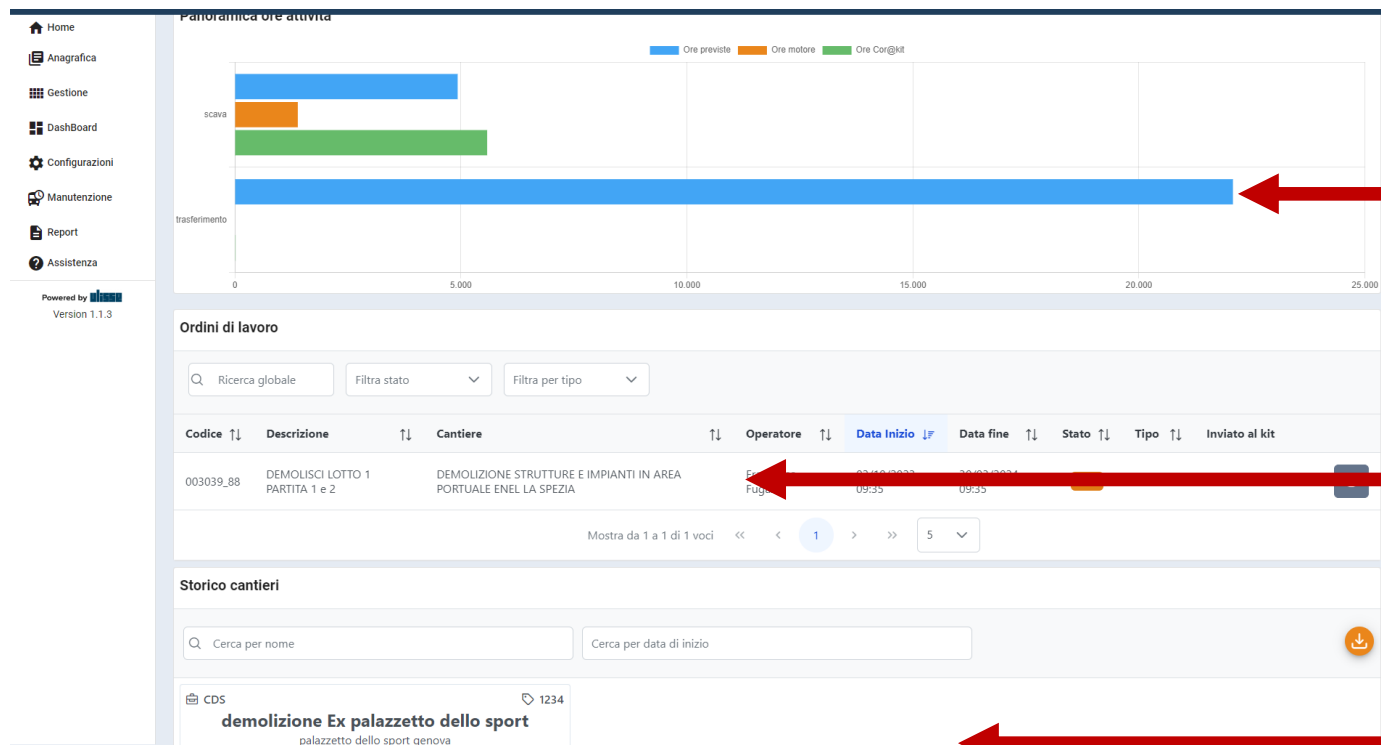 Panoramica ore attività
Home
Anagrafica
Gestione
DashBoard
Configurazioni
Manutenzione
Report
Assistenza
Powered by ulisse
Version 1.1.3
Ore previste Ore motore Ore Cor@kit
scava
trasferimento
0 5.000 10.000 15.000 20.000 25.000
Ordini di lavoro
Ricerca globale Filtra stato Filtra per tipo
Codice Descrizione Cantiere Operatore Data Inizio Data fine Stato Tipo Inviato al kit
003039_88 DEMOLISCI LOTTO 1 DEMOLIZIONE STRUTTURE E IMPIANTI IN AREA
PARTITA 1 e 2 PORTUALE ENEL LA SPEZIA 09:35 09:35
Mostra da 1 a 1 di 1 voci « < 1 > » 5
Storico cantieri
Cerca per nome Cerca per data di inizio
CDS 1234
demolizione Ex palazzetto dello sport
palazzetto dello sport genova